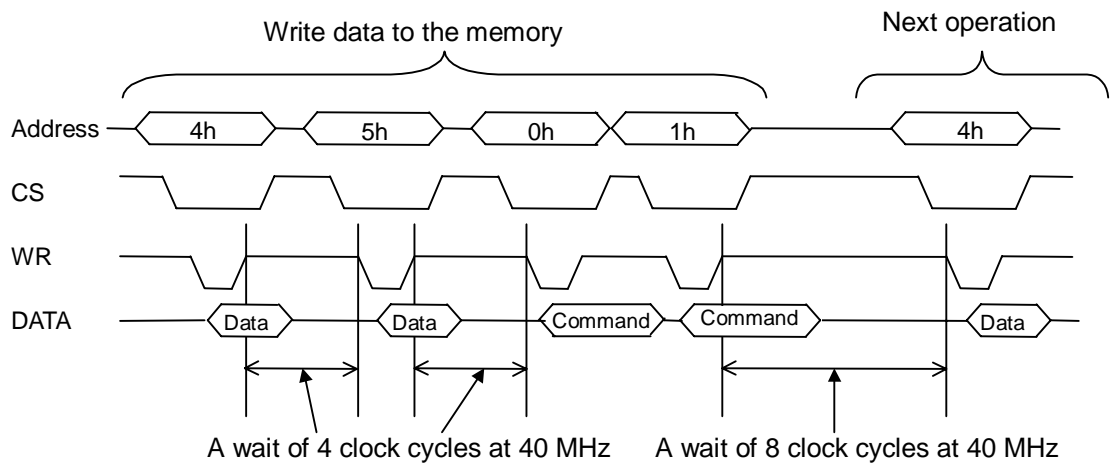 Write data to the memory
Next operation
Address 4h 5h 0h 1h 4h
CS
WR
DATA Data Data Command Command Data
A wait of 4 clock cycles at 40 MHz
A wait of 8 clock cycles at 40 MHz